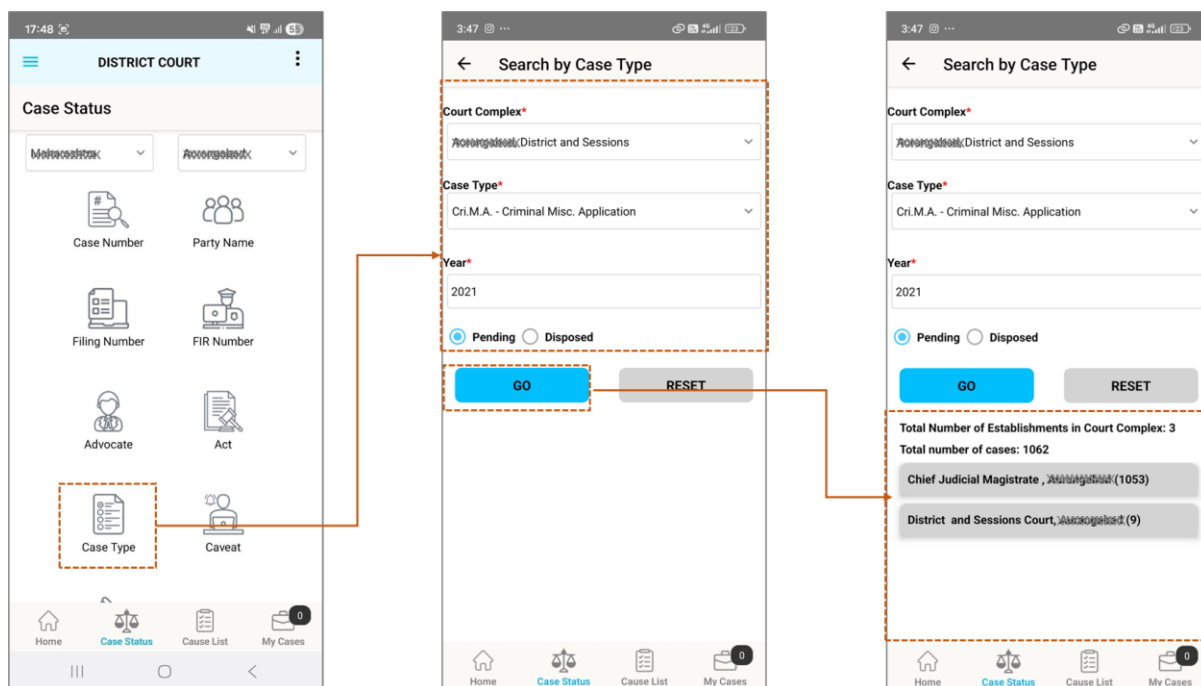 17:48
55
DISTRICT COURT
Case Status
Case Number
Party Name
Filing Number
FIR Number
Advocate
Act
Case Type
Caveat
0
Home
Case Status
Cause List
My Cases
3:47
23
Search by Case Type
Court Complex*
District and Sessions
Case Type*
Cri.M.A. - Criminal Misc. Application
Year*
2021
Pending
Disposed
GO
RESET
0
Home
Case Status
Cause List
My Cases
3:47
23
Search by Case Type
Court Complex*
District and Sessions
Case Type*
Cri.M.A. - Criminal Misc. Application
Year*
2021
Pending
Disposed
GO
RESET
Total Number of Establishments in Court Complex: 3
Total number of cases: 1062
Chief Judicial Magistrate , (1053)
District and Sessions Court, (9)
0
Home
Case Status
Cause List
My Cases